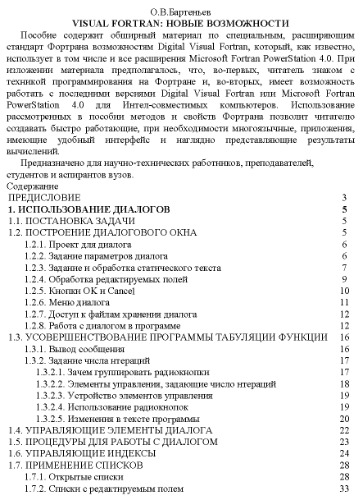 О.В.Бартеньев
VISUAL FORTRAN: НОВЫЕ ВОЗМОЖНОСТИ
Пособие содержит обширный материал по специальным, расширяющим
стандарт Фортрана возможностям Digital Visual Fortran, который, как известно,
использует в том числе и все расширения Microsoft Fortran PowerStation 4.0. При
изложении материала предполагалось, что, во-первых, читатель знаком с
техникой программирования на Фортране и, во-вторых, имеет возможность
работать с последними версиями Digital Visual Fortran или Microsoft Fortran
PowerStation 4.0 для Интел-совместимых компьютеров. Использование
рассмотренных в пособии методов и свойств Фортрана позволит читателю
создавать быстро работающие, при необходимости многоязычные, приложения,
имеющие удобный интерфейс и наглядно представляющие результаты
вычислений.
Предназначено для научно-технических работников, преподавателей,
студентов и аспирантов вузов.
Содержание
ПРЕДИСЛОВИЕ 3
1. ИСПОЛЬЗОВАНИЕ ДИАЛОГОВ 5
1.1. ПОСТАНОВКА ЗАДАЧИ 5
1.2. ПОСТРОЕНИЕ ДИАЛОГОВОГО ОКНА 5
1.2.1. Проект для диалога 6
1.2.2. Задание параметров диалога 6
1.2.3. Задание и обработка статического текста 7
1.2.4. Обработка редактируемых полей 9
1.2.5. Кнопки OK и Cancel 10
1.2.6. Меню диалога 11
1.2.7. Доступ к файлам хранения диалога 12
1.2.8. Работа с диалогом в программе 12
1.3. УСОВЕРШЕНСТВОВАНИЕ ПРОГРАММЫ ТАБУЛЯЦИИ ФУНКЦИИ 16
1.3.1. Вывод сообщения 16
1.3.2. Задание числа итераций 17
1.3.2.1. Зачем группировать радиокнопки 17
1.3.2.2. Элементы управления, задающие число итераций 18
1.3.2.3. Устройство элементов управления 19
1.3.2.4. Использование радиокнопок 19
1.3.2.5. Изменения в тексте программы 20
1.4. УПРАВЛЯЮЩИЕ ЭЛЕМЕНТЫ ДИАЛОГА 22
1.5. ПРОЦЕДУРЫ ДЛЯ РАБОТЫ С ДИАЛОГОМ 23
1.6. УПРАВЛЯЮЩИЕ ИНДЕКСЫ 24
1.7. ПРИМЕНЕНИЕ СПИСКОВ 28
1.7.1. Открытые списки 28
1.7.2. Списки с редактируемым полем 33